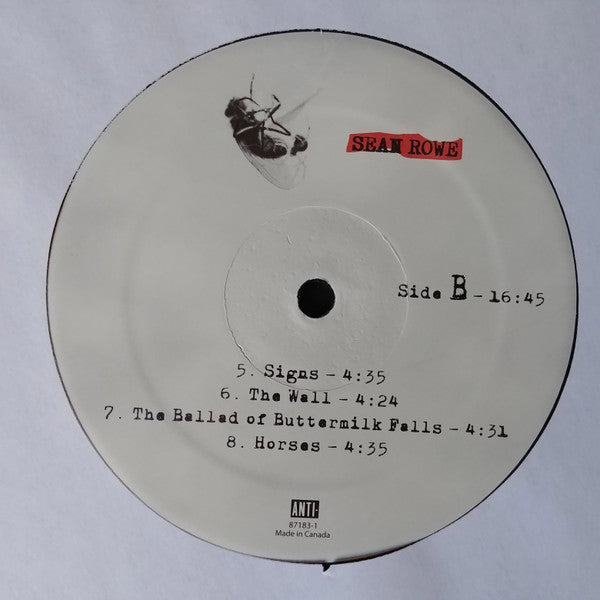 SEAN ROWE
Side B - 16:45
5. Signs - 4:35
6. The Wall - 4:24
7. The Ballad of Buttermilk Falls - 4:31
8. Horses - 4:35
ANTI-
87183-1
Made in Canada